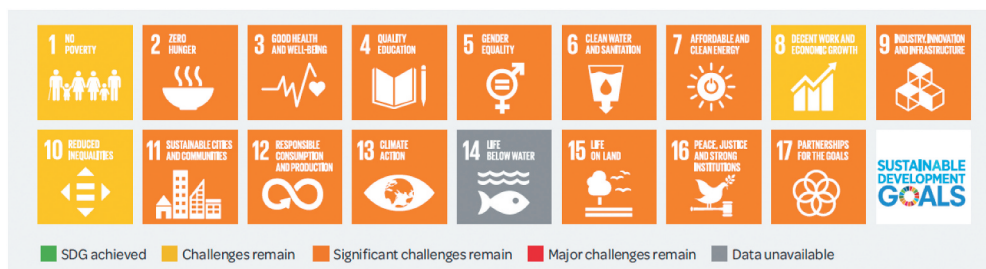 1 NO POVERTY
2 ZERO HUNGER
3 GOOD HEALTH AND WELL-BEING
4 QUALITY EDUCATION
5 GENDER EQUALITY
6 CLEAN WATER AND SANITATION
7 AFFORDABLE AND CLEAN ENERGY
8 DECENT WORK AND ECONOMIC GROWTH
9 INDUSTRY, INNOVATION AND INFRASTRUCTURE
10 REDUCED INEQUALITIES
11 SUSTAINABLE CITIES AND COMMUNITIES
12 RESPONSIBLE CONSUMPTION AND PRODUCTION
13 CLIMATE ACTION
14 LIFE BELOW WATER
15 LIFE ON LAND
16 PEACE, JUSTICE AND STRONG INSTITUTIONS
17 PARTNERSHIPS FOR THE GOALS
SUSTAINABLE
DEVELOPMENT
GOALS
SDG achieved
Challenges remain
Significant challenges remain
Major challenges remain
Data unavailable